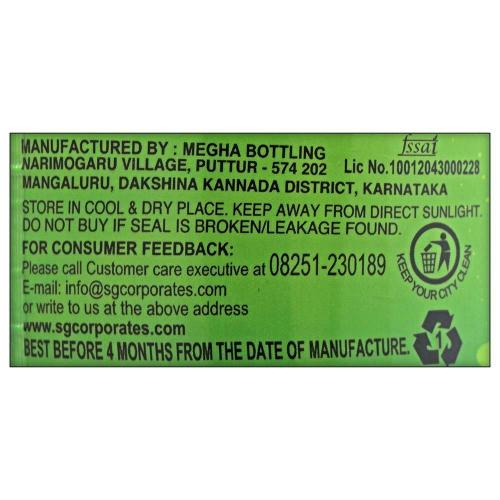 MANUFACTURED BY : MEGHA BOTTLING
NARIMOGARU VILLAGE, PUTTUR - 574 202
fssai
Lic No.10012043000228
MANGALURU, DAKSHINA KANNADA DISTRICT, KARNATAKA
STORE IN COOL & DRY PLACE. KEEP AWAY FROM DIRECT SUNLIGHT.
DO NOT BUY IF SEAL IS BROKEN/LEAKAGE FOUND.
FOR CONSUMER FEEDBACK:
Please call Customer care executive at 08251-230189
E-mail: info@sgcorporates.com
or write to us at the above address
www.sgcorporates.com
KEEP YOUR CITY CLEAN
BEST BEFORE 4 MONTHS FROM THE DATE OF MANUFACTURE.
1